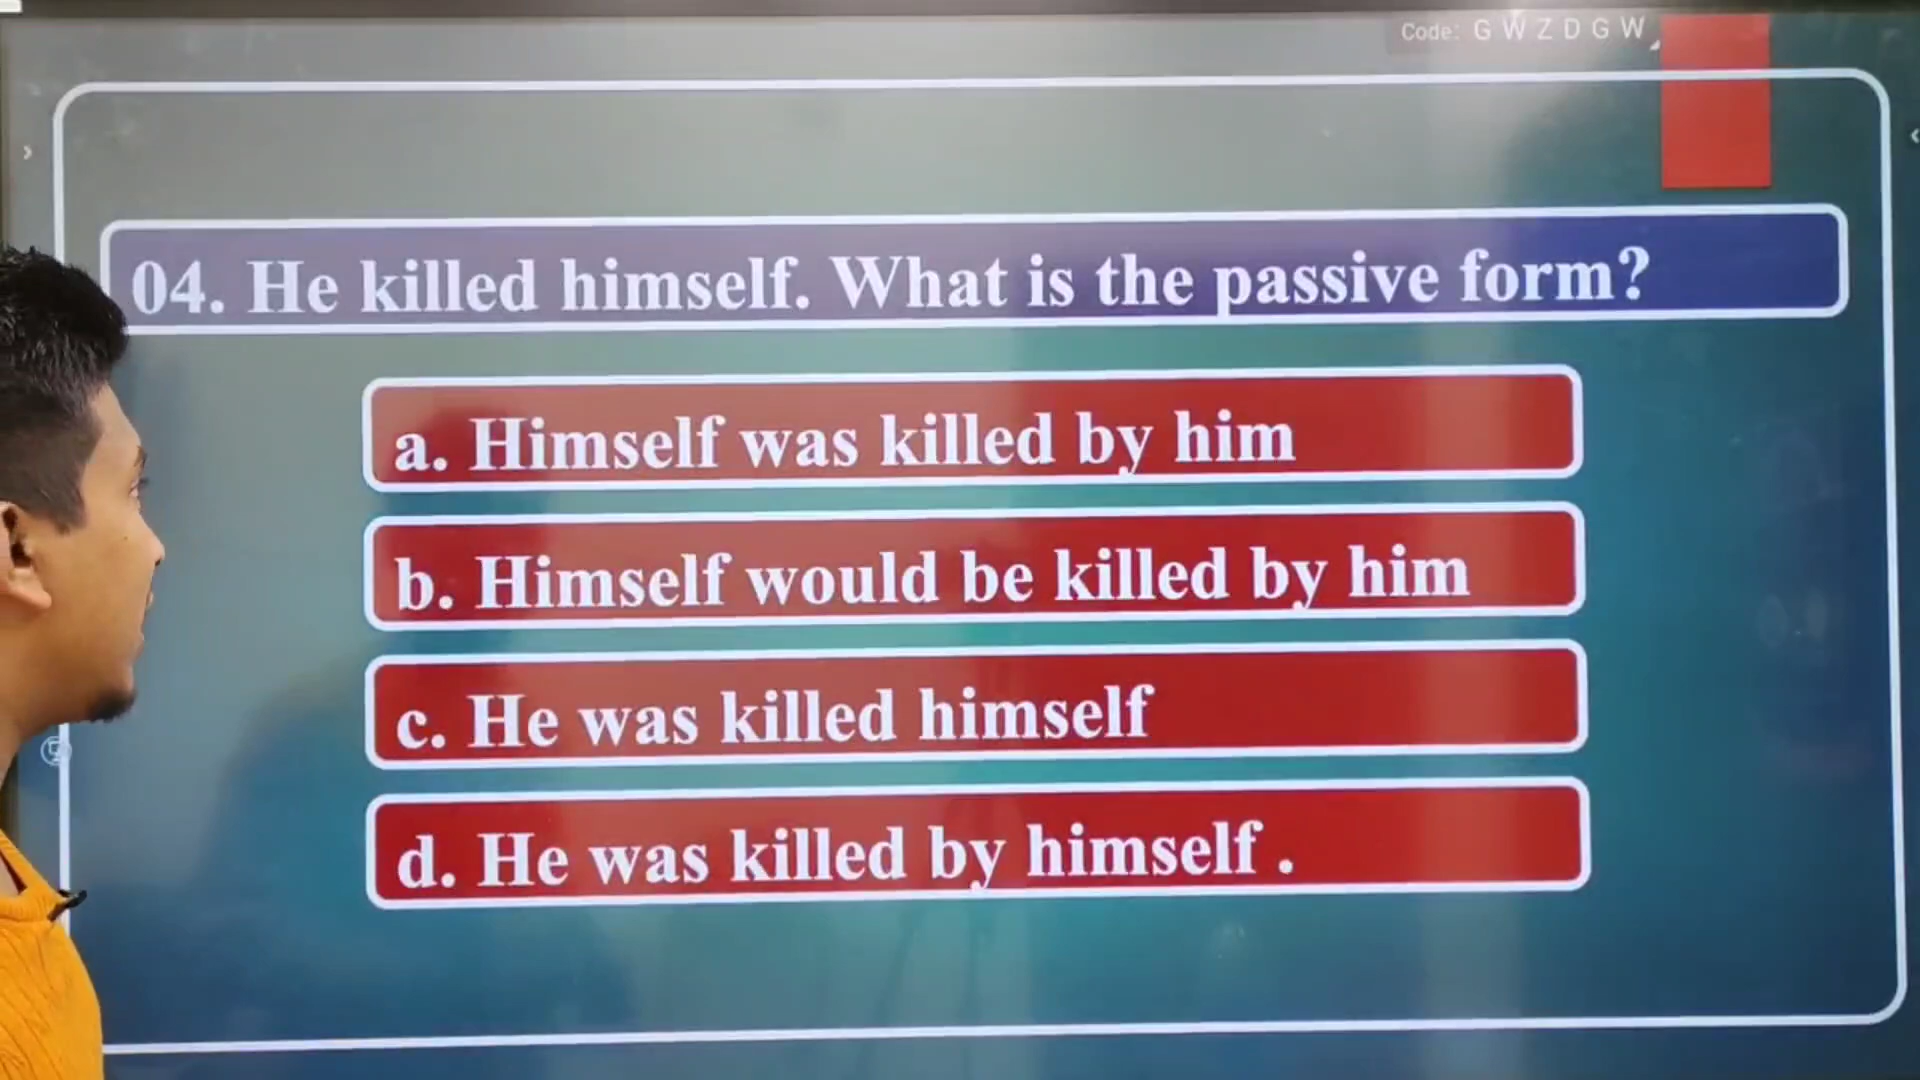 Code: GWZDGW
04. He killed himself. What is the passive form?
a. Himself was killed by him
b. Himself would be killed by him
c. He was killed himself
d. He was killed by himself .